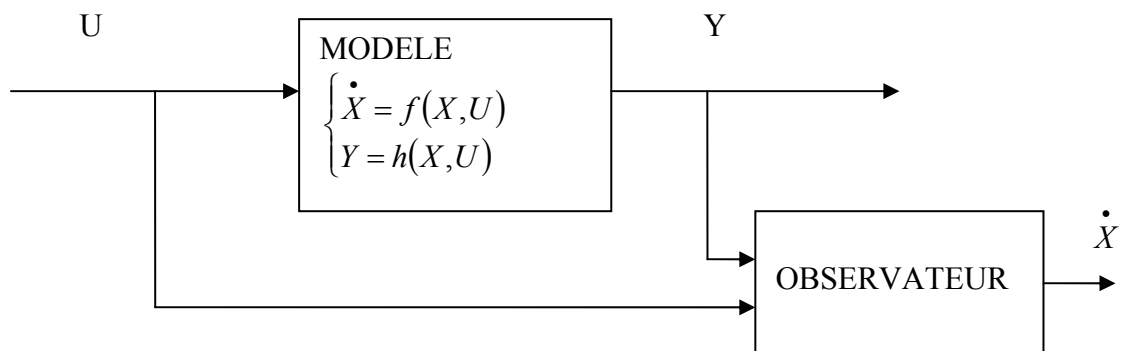 U
Y
MODELE
Ẋ = f(X,U)
Y = h(X,U)
Ẋ
OBSERVATEUR